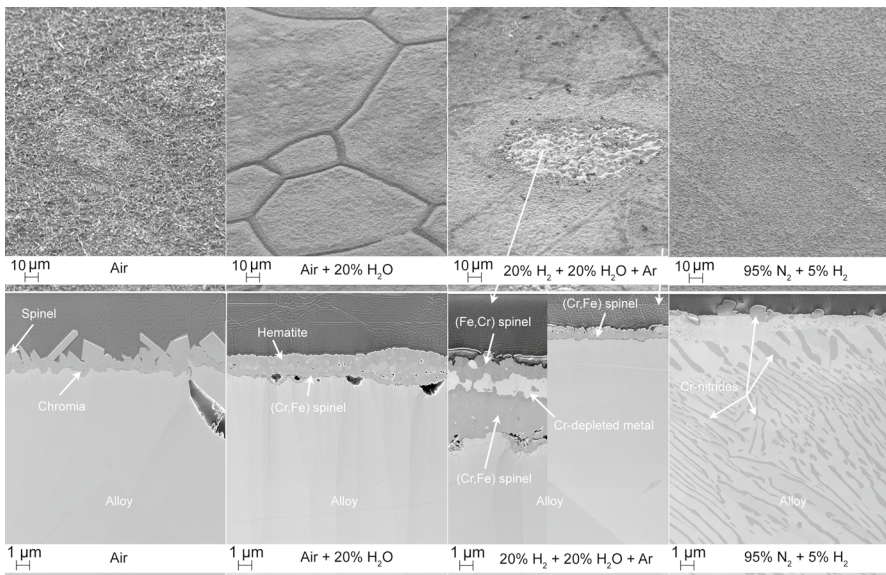 10 μm
Air
10 μm
Air + 20% H₂O
10 μm
20% H₂ + 20% H₂O + Ar
10 μm
95% N₂ + 5% H₂
Spinel
Chromia
Alloy
1 μm
Air
Hematite
(Cr,Fe) spinel
Alloy
1 μm
Air + 20% H₂O
(Fe,Cr) spinel
(Cr,Fe) spinel
Cr-depleted metal
(Cr,Fe) spinel
Alloy
1 μm
20% H₂ + 20% H₂O + Ar
Cr-nitrides
Alloy
1 μm
95% N₂ + 5% H₂